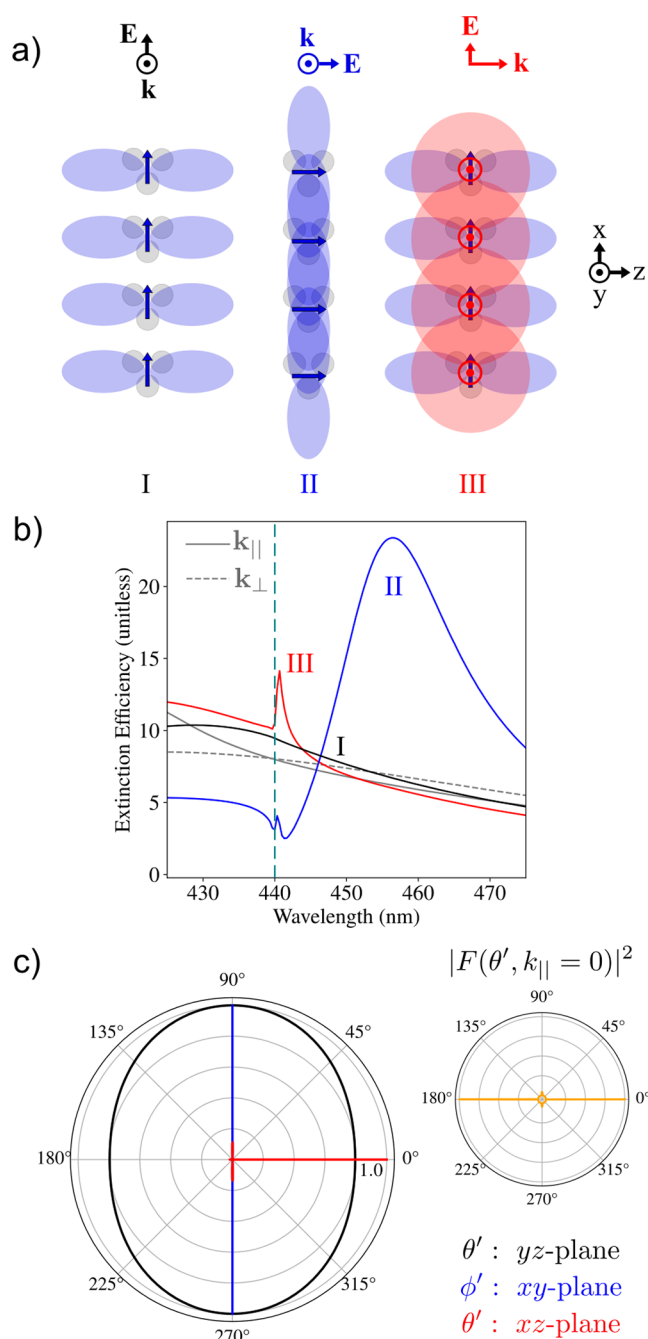 a)
E
k
k
E
E
k
x
z
y
I
II
III
b)
Extinction Efficiency (unitless)
20
15
10
5
0
k||
k⊥
III
II
I
430
440
450
460
470
Wavelength (nm)
c)
|F(θ′, k|| = 0)|²
90°
135°
45°
180°
0°
1.0
225°
315°
270°
90°
135°
45°
180°
0°
225°
315°
270°
θ′ : yz-plane
ϕ′ : xy-plane
θ′ : xz-plane